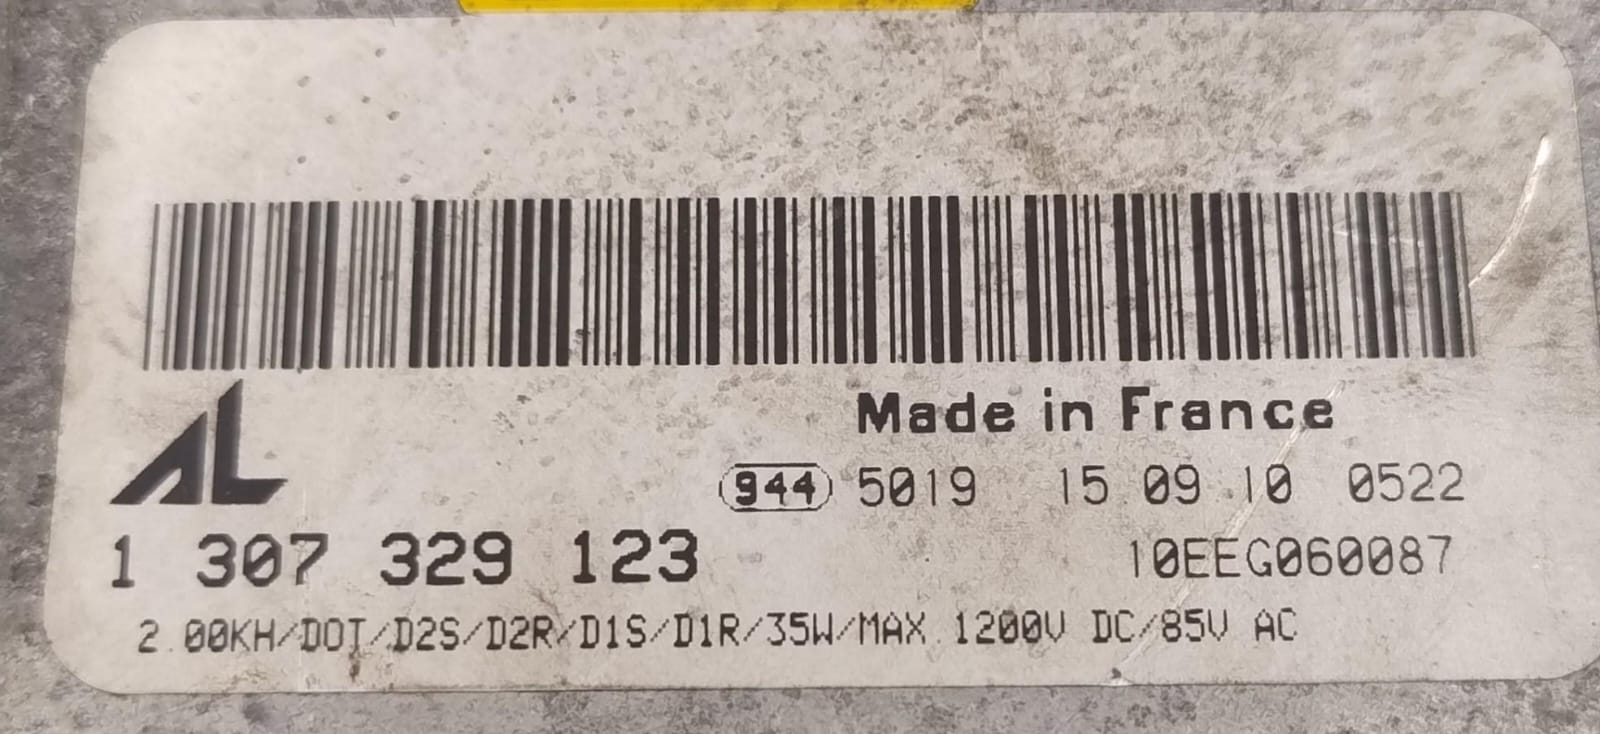 Made in France
AL
944 5019 15.09.10 0522
1 307 329 123
10EEG060087
2.00KH/DOT/D2S/D2R/D1S/D1R/35W/MAX.1200V DC/85V AC